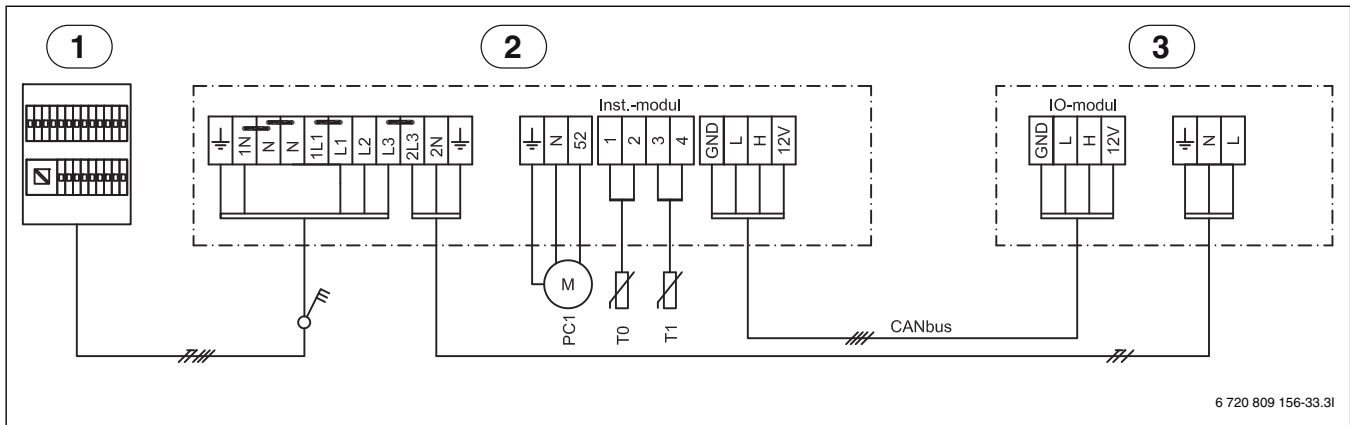 1
2
3
Inst.-modul
IO-modul
1N N N 1L1 L1 L2 L3 2L3 2N
N 52
1 2 3 4
GND L H 12V
GND L H 12V
N L
M
PC1
T0
T1
CANbus
6 720 809 156-33.3I